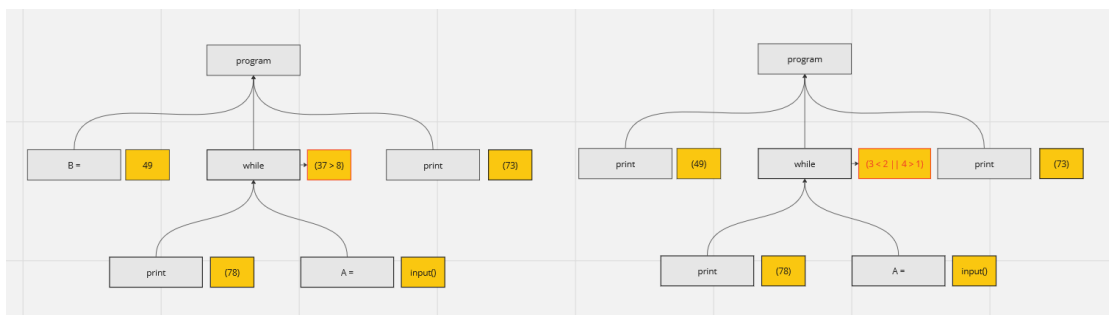 program
B =
49
while
(37 > 8)
print
(73)
print
(78)
A =
input()
program
print
(49)
while
(3 < 2 || 4 > 1)
print
(73)
print
(78)
A =
input()